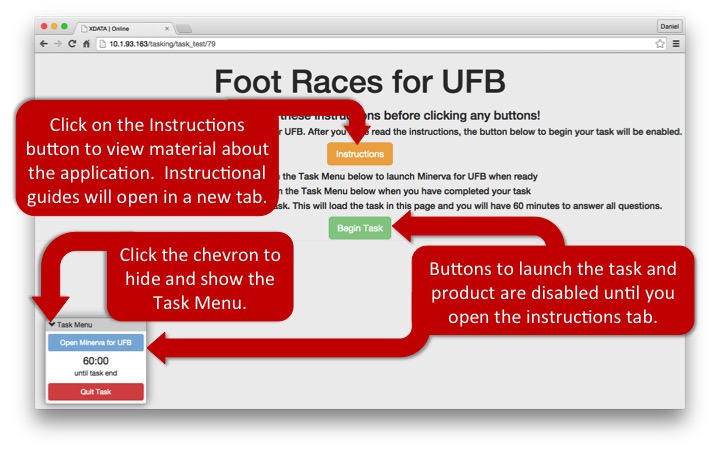 XDATA | Online
Daniel
10.1.93.163/tasking/task_test/79
Foot Races for UFB
these instructions before clicking any buttons!
Click on the Instructions
button to view material about
the application. Instructional
guides will open in a new tab.
UFB. After you read the instructions, the button below to begin your task will be enabled.
Instructions
the Task Menu below to launch Minerva for UFB when ready
the Task Menu below when you have completed your task
task. This will load the task in this page and you will have 60 minutes to answer all questions.
Begin Task
Click the chevron to
hide and show the
Task Menu.
Buttons to launch the task and
product are disabled until you
open the instructions tab.
Task Menu
Open Minerva for UFB
60:00
until task end
Quit Task